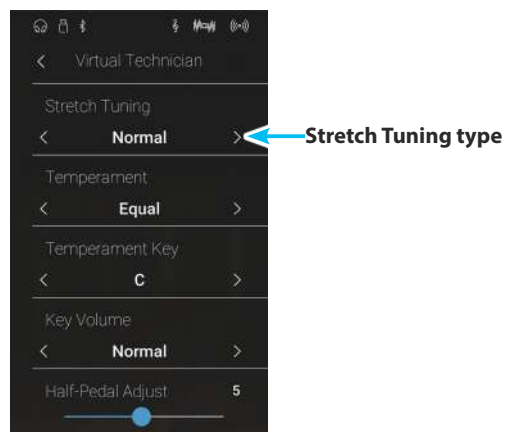 Virtual Technician
Stretch Tuning
Normal
Stretch Tuning type
Temperament
Equal
Temperament Key
C
Key Volume
Normal
Half-Pedal Adjust 5